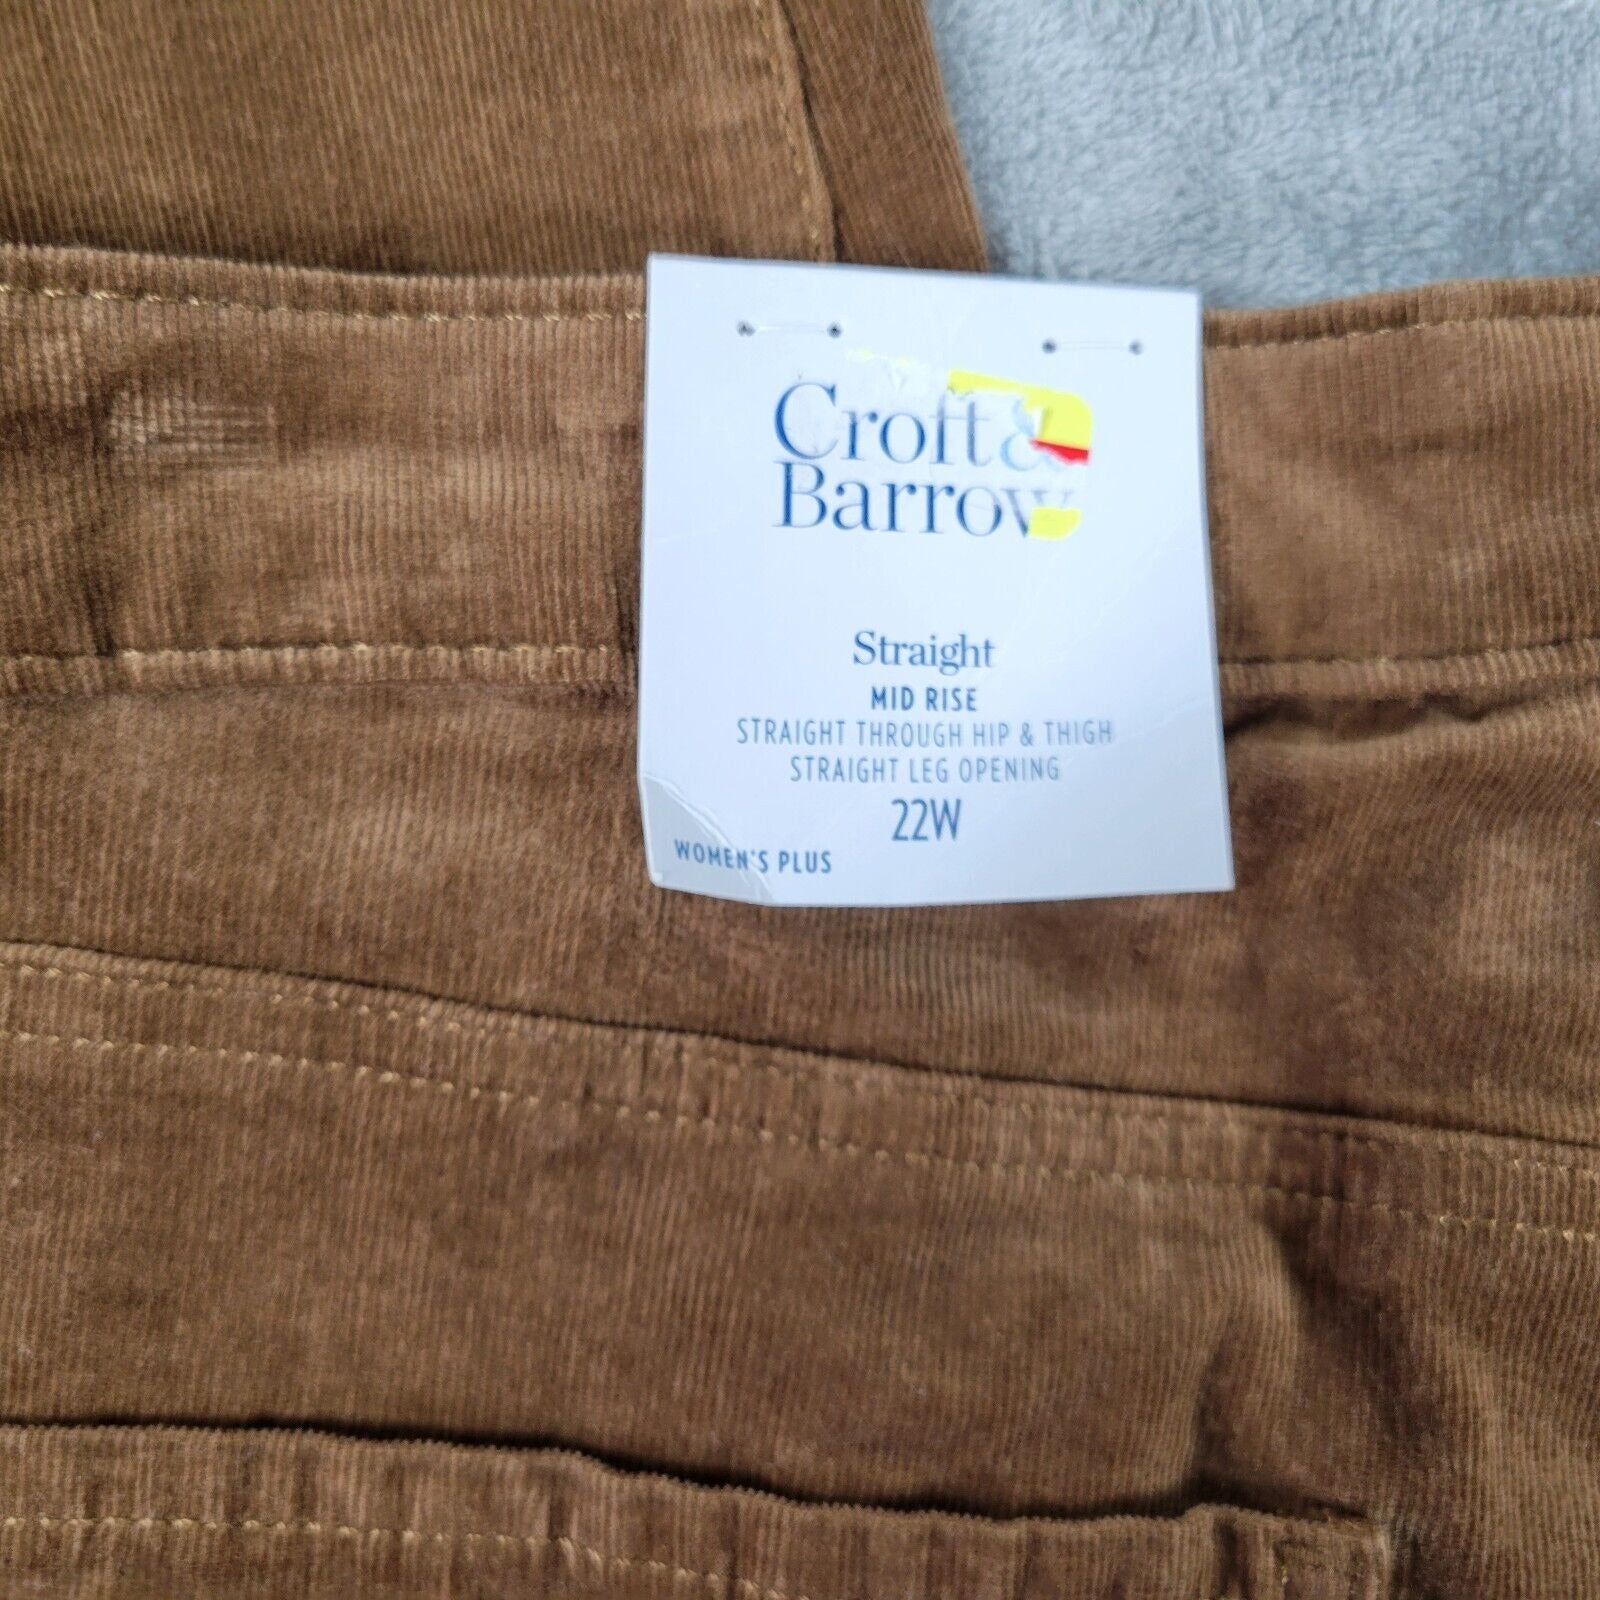 Croft &
Barrow
Straight
MID RISE
STRAIGHT THROUGH HIP & THIGH
STRAIGHT LEG OPENING
22W
WOMEN'S PLUS